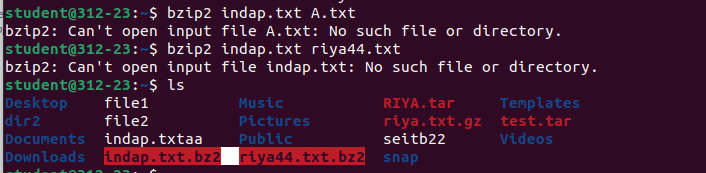 student@312-23:~$ bzip2 indap.txt A.txt
bzip2: Can't open input file A.txt: No such file or directory.
student@312-23:~$ bzip2 indap.txt riya44.txt
bzip2: Can't open input file indap.txt: No such file or directory.
student@312-23:~$ ls
Desktop file1 Music RIYA.tar Templates
dir2 file2 Pictures riya.txt.gz test.tar
Documents indap.txtaa Public seitb22 Videos
Downloads indap.txt.bz2 riya44.txt.bz2 snap